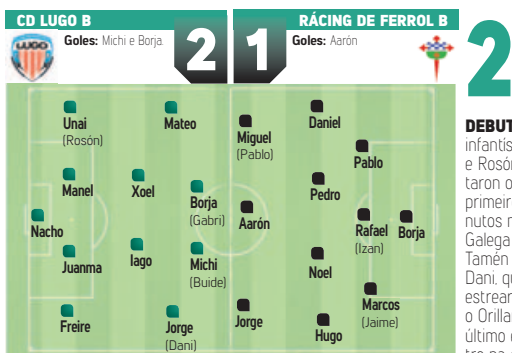 CD LUGO B
Goles: Michi e Borja.
2
1
RÁCING DE FERROL B
Goles: Aarón
LUGO
Unai
(Rosón)
Mateo
Manel
Xoel
Borja
(Gabri)
Nacho
Juanma
Iago
Michi
(Buide)
Freire
Jorge
(Dani)
Miguel
(Pablo)
Daniel
Pablo
Pedro
Aarón
Rafael
(Izan)
Borja
Noel
Jorge
Marcos
(Jaime)
Hugo
2
DEBUT
infantís
e Rosón
taron o
primeiro
nutos n
Galega
Tamén
Dani, qu
estrear
o Orilla
último